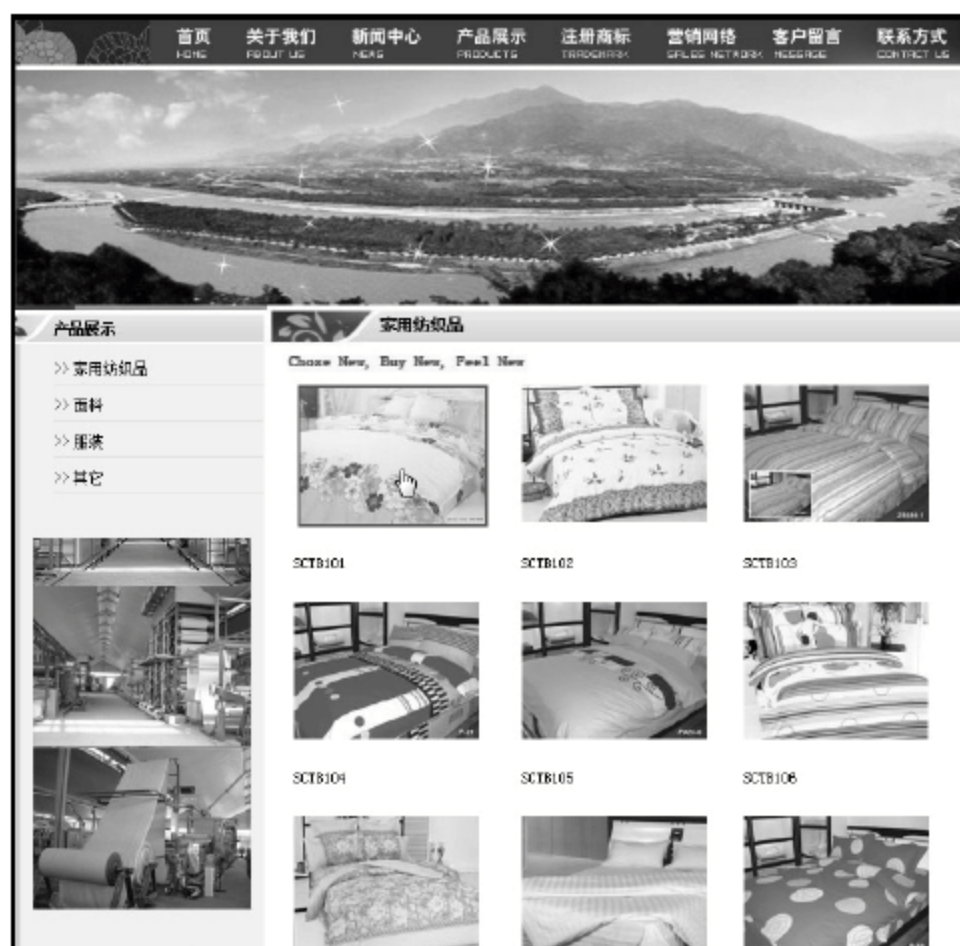 首页 关于我们 新闻中心 产品展示 注册商标 营销网络 客户留言 联系方式
HOME ABOUT US NEWS PRODUCTS TRADEMARK SALES NETWORK MESSAGE CONTACT US
产品展示
>> 家用纺织品
>> 面料
>> 服装
>> 其它
家用纺织品
Chose New, Buy New, Feel New
SCTB101 SCTB102 SCTB103
SCTB104 SCTB105 SCTB106